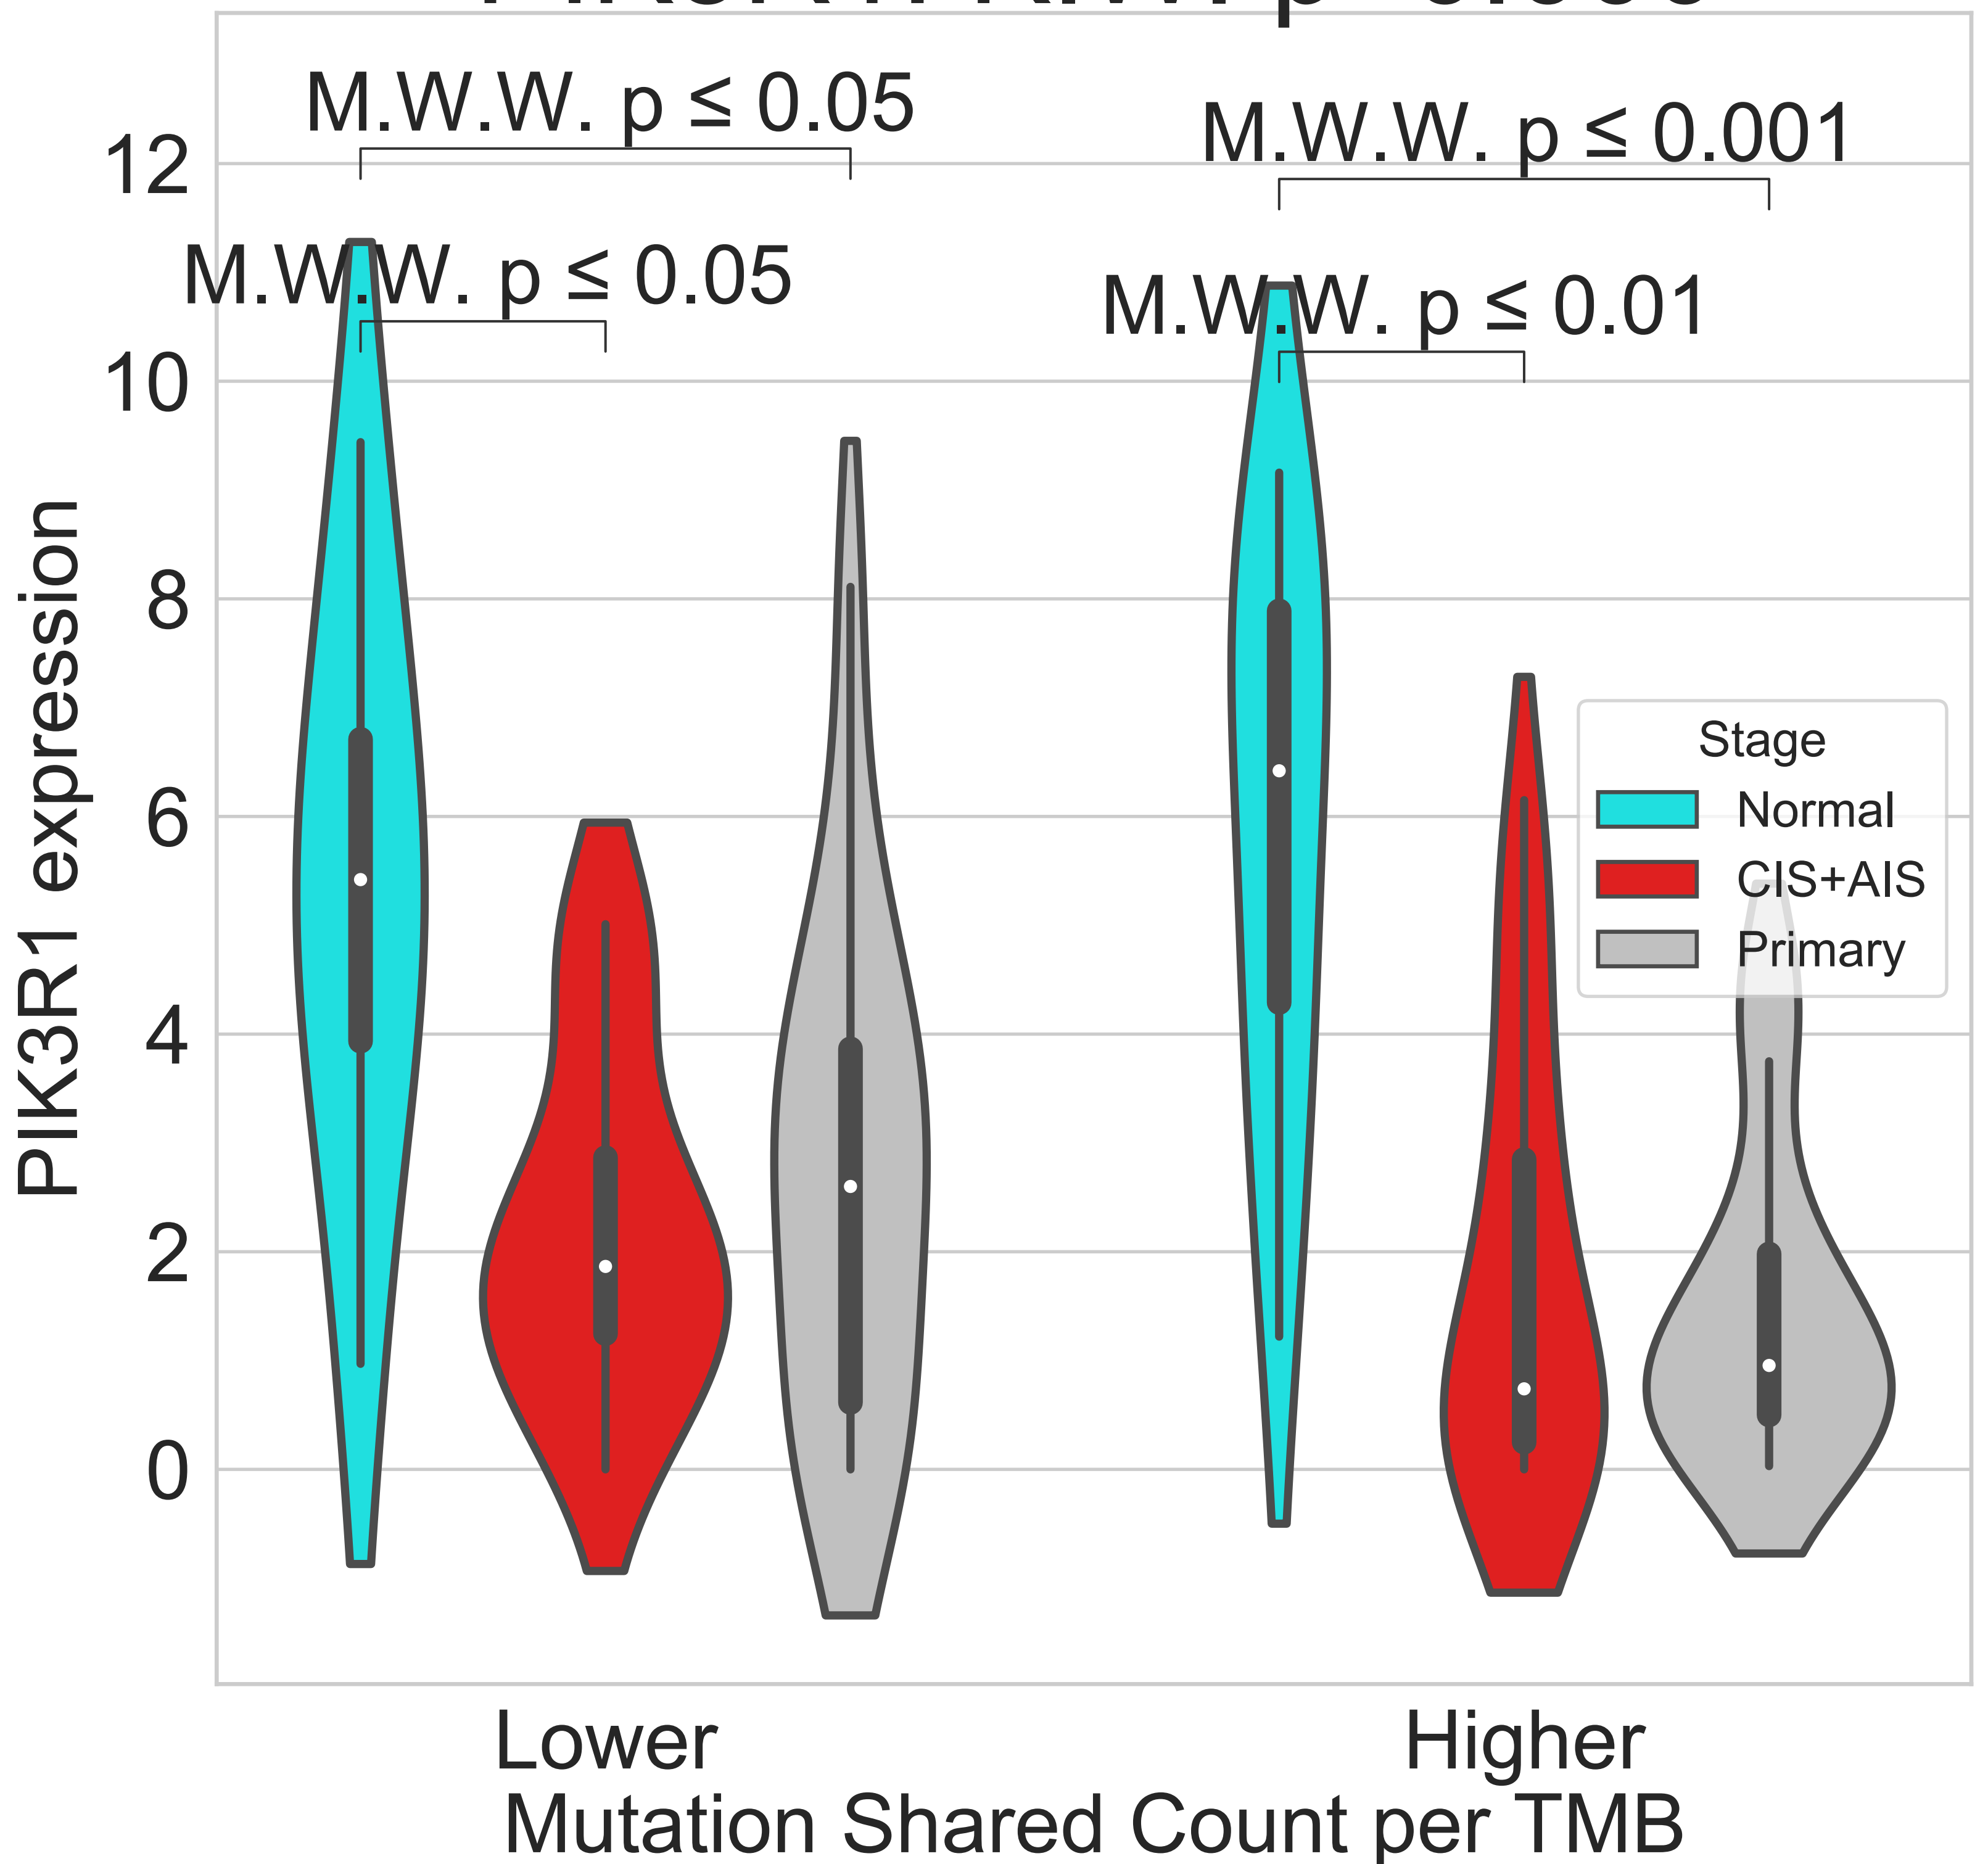 M.W.W. p ≤ 0.05
M.W.W. p ≤ 0.001
M.W.W. p ≤ 0.05
M.W.W. p ≤ 0.01
12
10
8
6
4
2
0
PIK3R1 expression
Stage
Normal
CIS+AIS
Primary
Lower
Higher
Mutation Shared Count per TMB